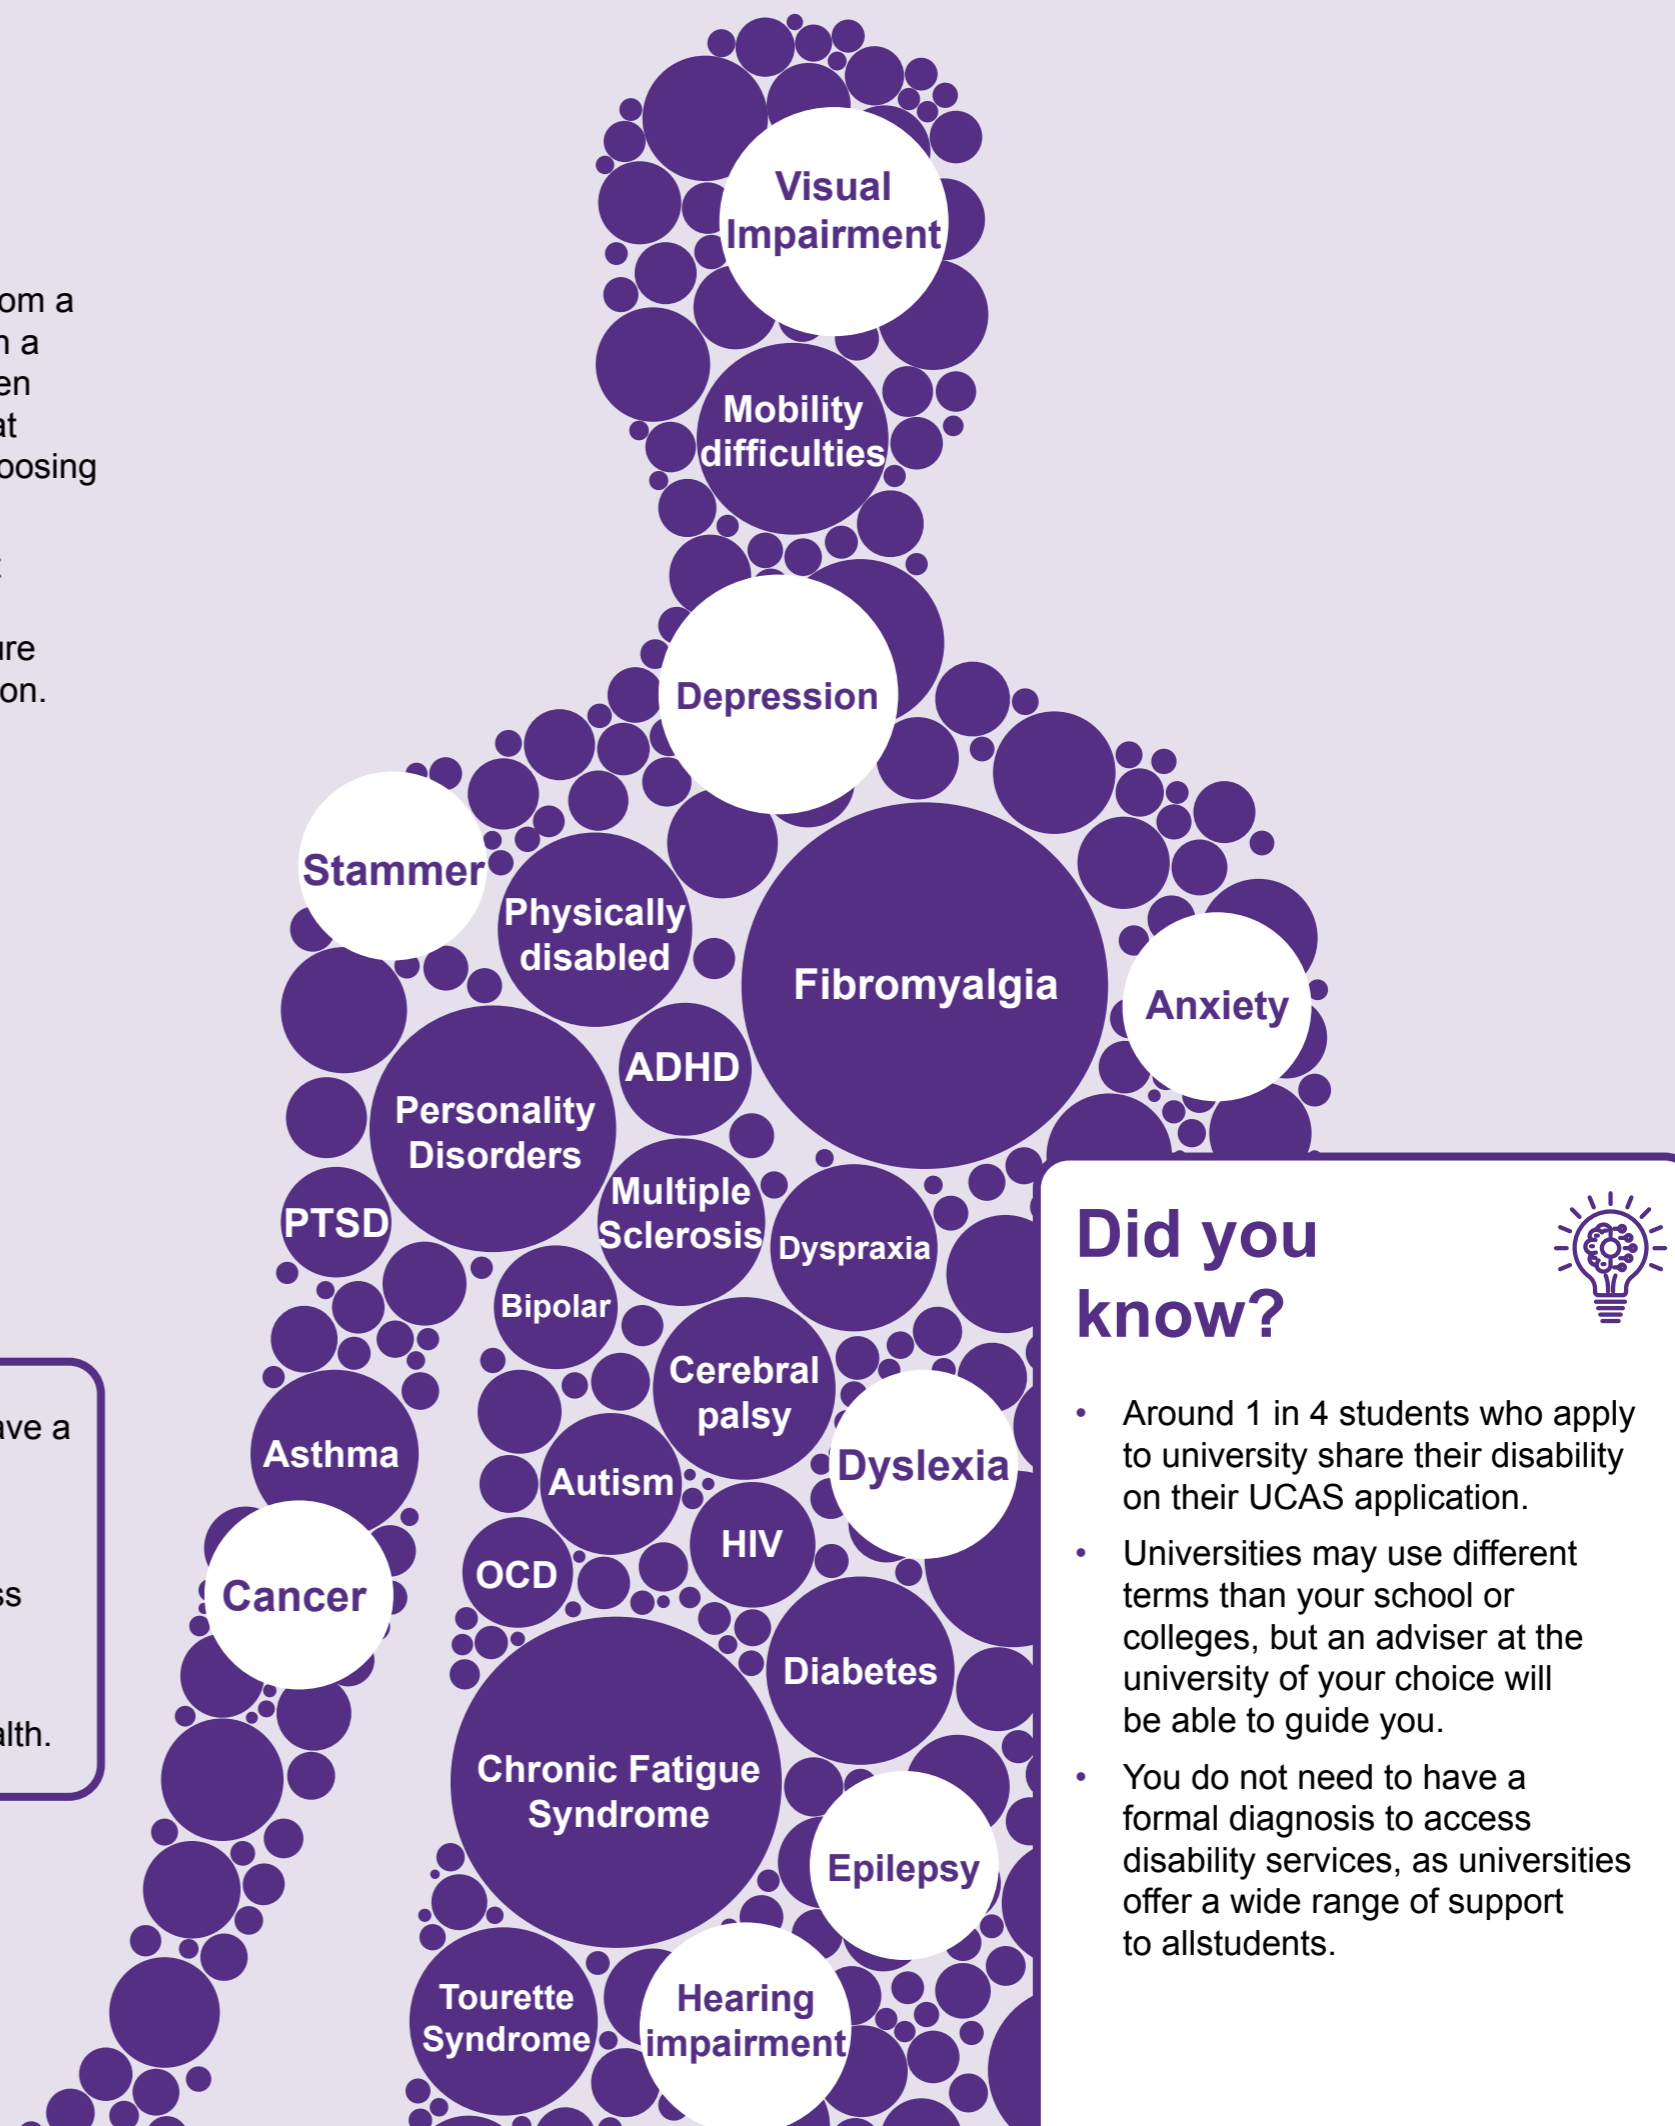 om a
n a
en
at
oosing
:
ure
on.
ave a
ss
alth.
Visual
Impairment
Mobility
difficulties
Depression
Stammer
Physically
disabled
Fibromyalgia
Anxiety
ADHD
Personality
Disorders
PTSD
Multiple
Sclerosis
Dyspraxia
Bipolar
Cerebral
palsy
Asthma
Autism
Dyslexia
Cancer
OCD
HIV
Diabetes
Chronic Fatigue
Syndrome
Epilepsy
Tourette
Syndrome
Hearing
impairment
Did you
know?
• Around 1 in 4 students who apply
to university share their disability
on their UCAS application.
• Universities may use different
terms than your school or
colleges, but an adviser at the
university of your choice will
be able to guide you.
• You do not need to have a
formal diagnosis to access
disability services, as universities
offer a wide range of support
to allstudents.